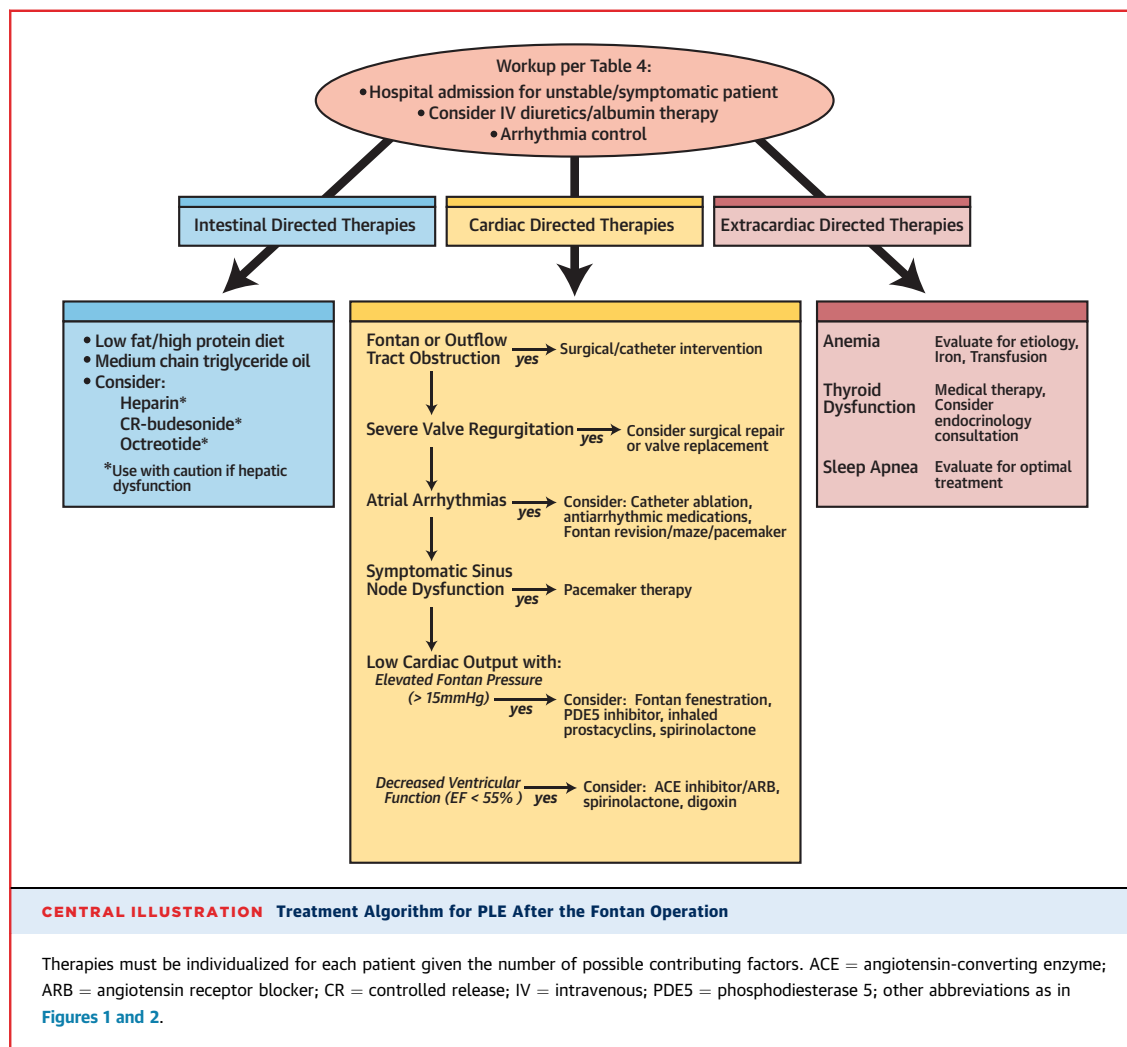 Workup per Table 4:
• Hospital admission for unstable/symptomatic patient
• Consider IV diuretics/albumin therapy
• Arrhythmia control
Intestinal Directed Therapies
Cardiac Directed Therapies
Extracardiac Directed Therapies
• Low fat/high protein diet
• Medium chain triglyceride oil
• Consider:
Heparin*
CR-budesonide*
Octreotide*
*Use with caution if hepatic
dysfunction
Fontan or Outflow
Tract Obstruction
yes
Surgical/catheter intervention
Severe Valve Regurgitation
yes
Consider surgical repair
or valve replacement
Atrial Arrhythmias
yes
Consider: Catheter ablation,
antiarrhythmic medications,
Fontan revision/maze/pacemaker
Symptomatic Sinus
Node Dysfunction
yes
Pacemaker therapy
Low Cardiac Output with:
Elevated Fontan Pressure
(> 15mmHg)
yes
Consider: Fontan fenestration,
PDE5 inhibitor, inhaled
prostacyclins, spirinolactone
Decreased Ventricular
Function (EF < 55% )
yes
Consider: ACE inhibitor/ARB,
spirinolactone, digoxin
Anemia
Evaluate for etiology,
Iron, Transfusion
Thyroid
Dysfunction
Medical therapy,
Consider
endocrinology
consultation
Sleep Apnea
Evaluate for optimal
treatment
CENTRAL ILLUSTRATION Treatment Algorithm for PLE After the Fontan Operation
Therapies must be individualized for each patient given the number of possible contributing factors. ACE = angiotensin-converting enzyme;
ARB = angiotensin receptor blocker; CR = controlled release; IV = intravenous; PDE5 = phosphodiesterase 5; other abbreviations as in
Figures 1 and 2.